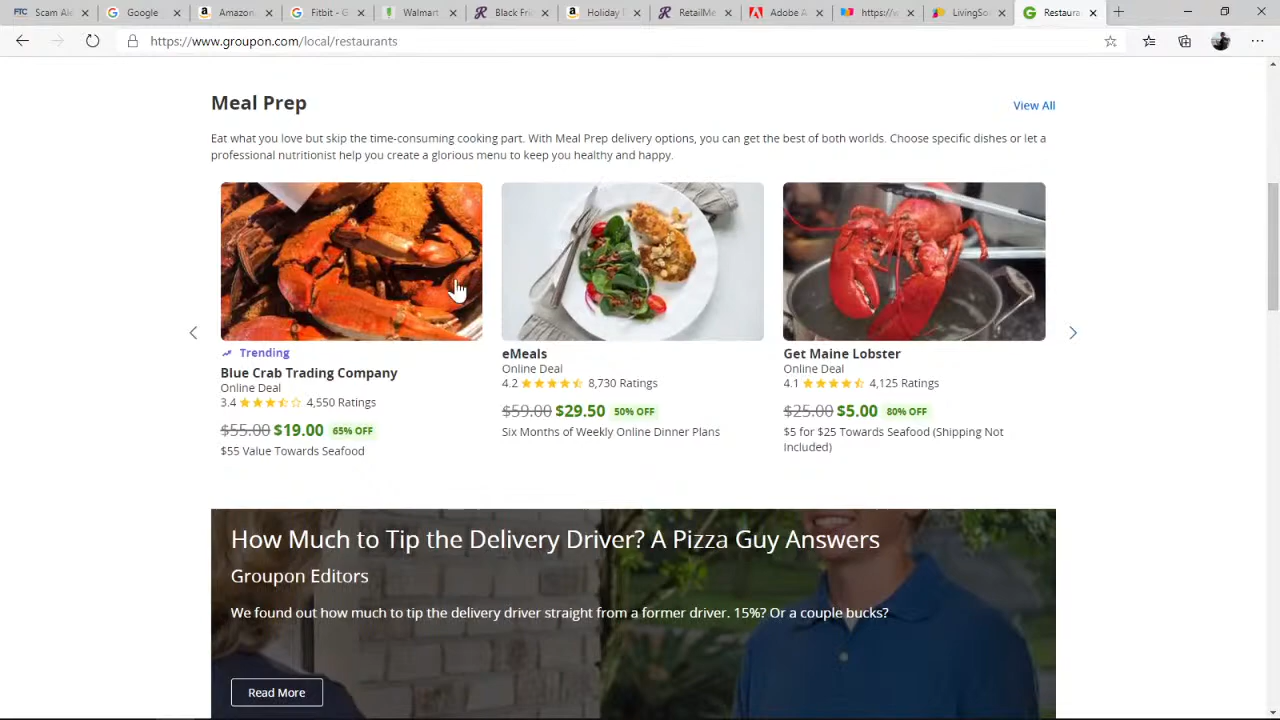 Scam Al
Google
Amazon
Fitbit - G
Walmart
Black Fri
Holiday
RetailMe
Adobe A
https://
LivingSo
Restaura
https://www.groupon.com/local/restaurants
Meal Prep
View All
Eat what you love but skip the time-consuming cooking part. With Meal Prep delivery options, you can get the best of both worlds. Choose specific dishes or let a
professional nutritionist help you create a glorious menu to keep you healthy and happy.
Trending
Blue Crab Trading Company
Online Deal
3.4 4,550 Ratings
$55.00 $19.00 65% OFF
$55 Value Towards Seafood
eMeals
Online Deal
4.2 8,730 Ratings
$59.00 $29.50 50% OFF
Six Months of Weekly Online Dinner Plans
Get Maine Lobster
Online Deal
4.1 4,125 Ratings
$25.00 $5.00 80% OFF
$5 for $25 Towards Seafood (Shipping Not
Included)
How Much to Tip the Delivery Driver? A Pizza Guy Answers
Groupon Editors
We found out how much to tip the delivery driver straight from a former driver. 15%? Or a couple bucks?
Read More